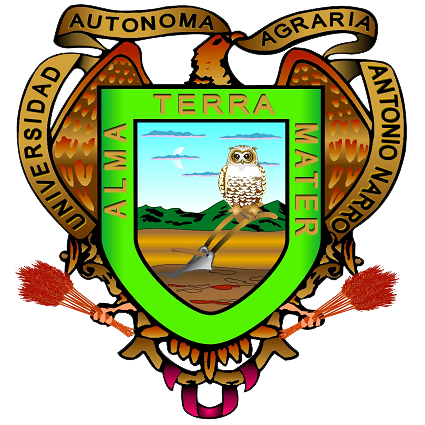 UNIVERSIDAD AUTONOMA AGRARIA ANTONIO NARRO
ALMA TERRA MATER